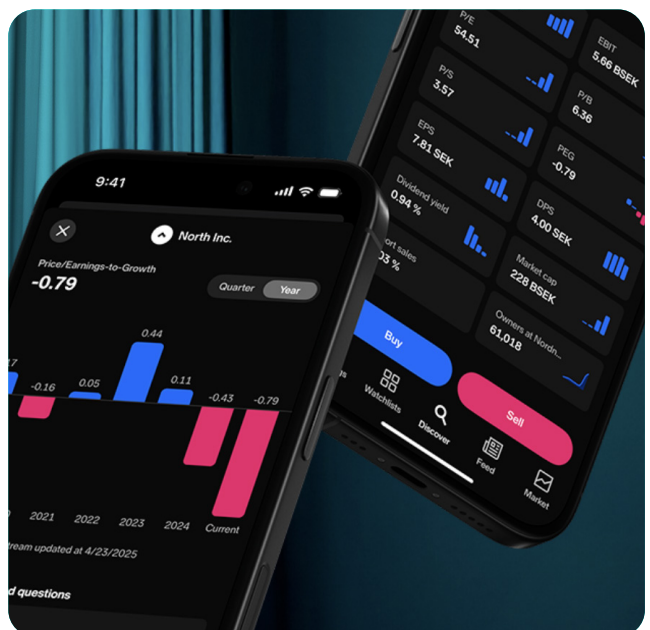 9:41
North Inc.
Price/Earnings-to-Growth
-0.79
Quarter
Year
-0.16
0.05
0.44
0.11
-0.43
-0.79
2021
2022
2023
2024
Current
updated at 4/23/2025
questions
P/E
54.51
EBIT
5.66 BSEK
P/S
3.57
P/B
6.36
EPS
7.81 SEK
PEG
-0.79
Dividend yield
0.94 %
DPS
4.00 SEK
sales
Market cap
228 BSEK
Owners at Nordn...
61,018
Buy
Sell
Watchlists
Discover
Feed
Market